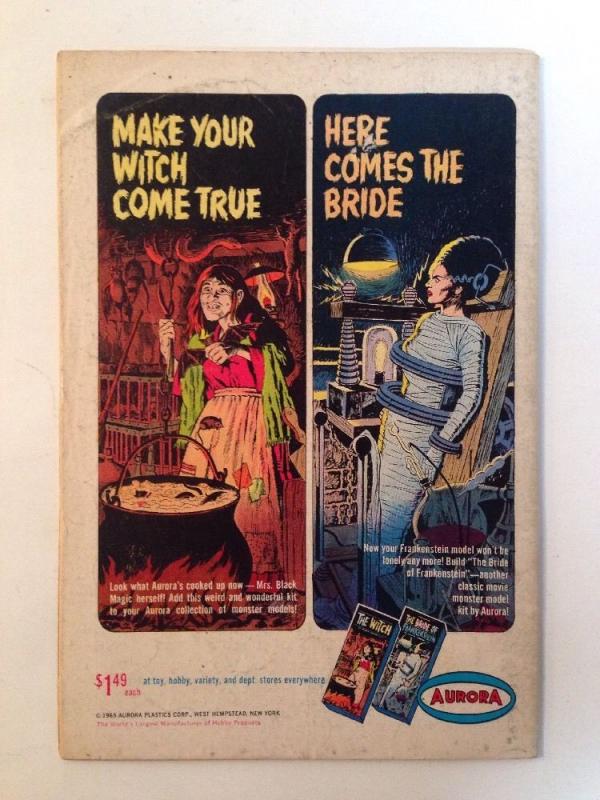 MAKE YOUR
WITCH
COME TRUE
Look what Aurora's cooked up now — Mrs. Black
Magic herself! Add this weird and wonderful kit
to your Aurora collection of monster models!
HERE
COMES THE
BRIDE
Now your Frankenstein model won't be
lonely any more! Build "The Bride
of Frankenstein"—another
classic movie
monster model
kit by Aurora!
THE WITCH
THE BRIDE OF
FRANKENSTEIN
$1.49 each at toy, hobby, variety, and dept. stores everywhere
AURORA
© 1965 AURORA PLASTICS CORP., WEST HEMPSTEAD, NEW YORK
The World's Largest Manufacturer of Hobby Products